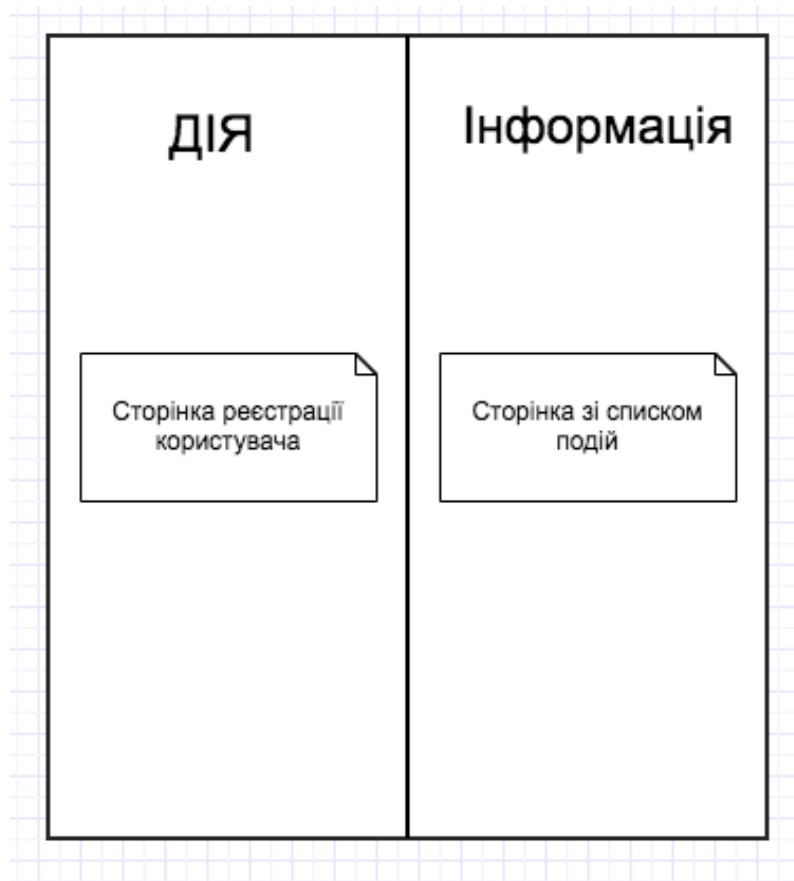 ДІЯ
Інформація
Сторінка реєстрації
користувача
Сторінка зі списком
подій